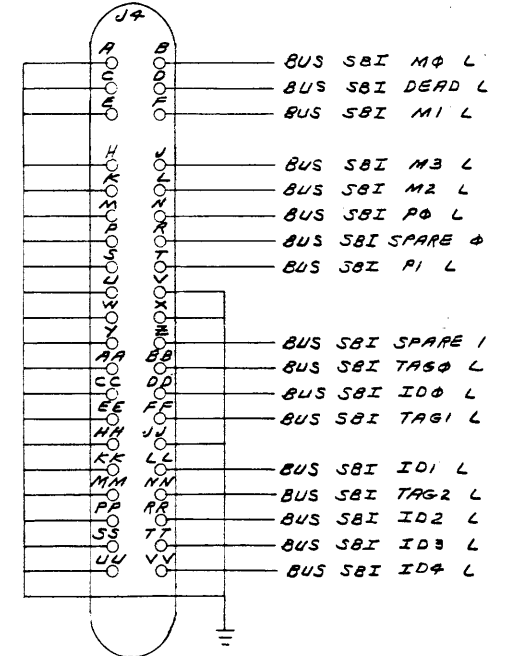 J4
A B BUS SBI MΦ L
C D BUS SBI DEAD L
E F BUS SBI M1 L
H J BUS SBI M3 L
K L BUS SBI M2 L
M N BUS SBI PΦ L
P R BUS SBI SPARE Φ
S T BUS SBI P1 L
U V
W X
Y Z BUS SBI SPARE 1
AA BB BUS SBI TAGΦ L
CC DD BUS SBI IDΦ L
EE FF BUS SBI TAG1 L
HH JJ
KK LL BUS SBI ID1 L
MM NN BUS SBI TAG2 L
PP RR BUS SBI ID2 L
SS TT BUS SBI ID3 L
UU VV BUS SBI ID4 L